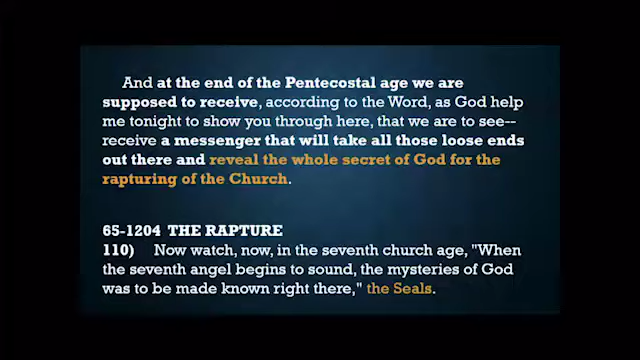 And at the end of the Pentecostal age we are
supposed to receive, according to the Word, as God help
me tonight to show you through here, that we are to see--
receive a messenger that will take all those loose ends
out there and reveal the whole secret of God for the
rapturing of the Church.
65-1204 THE RAPTURE
110) Now watch, now, in the seventh church age, "When
the seventh angel begins to sound, the mysteries of God
was to be made known right there," the Seals.